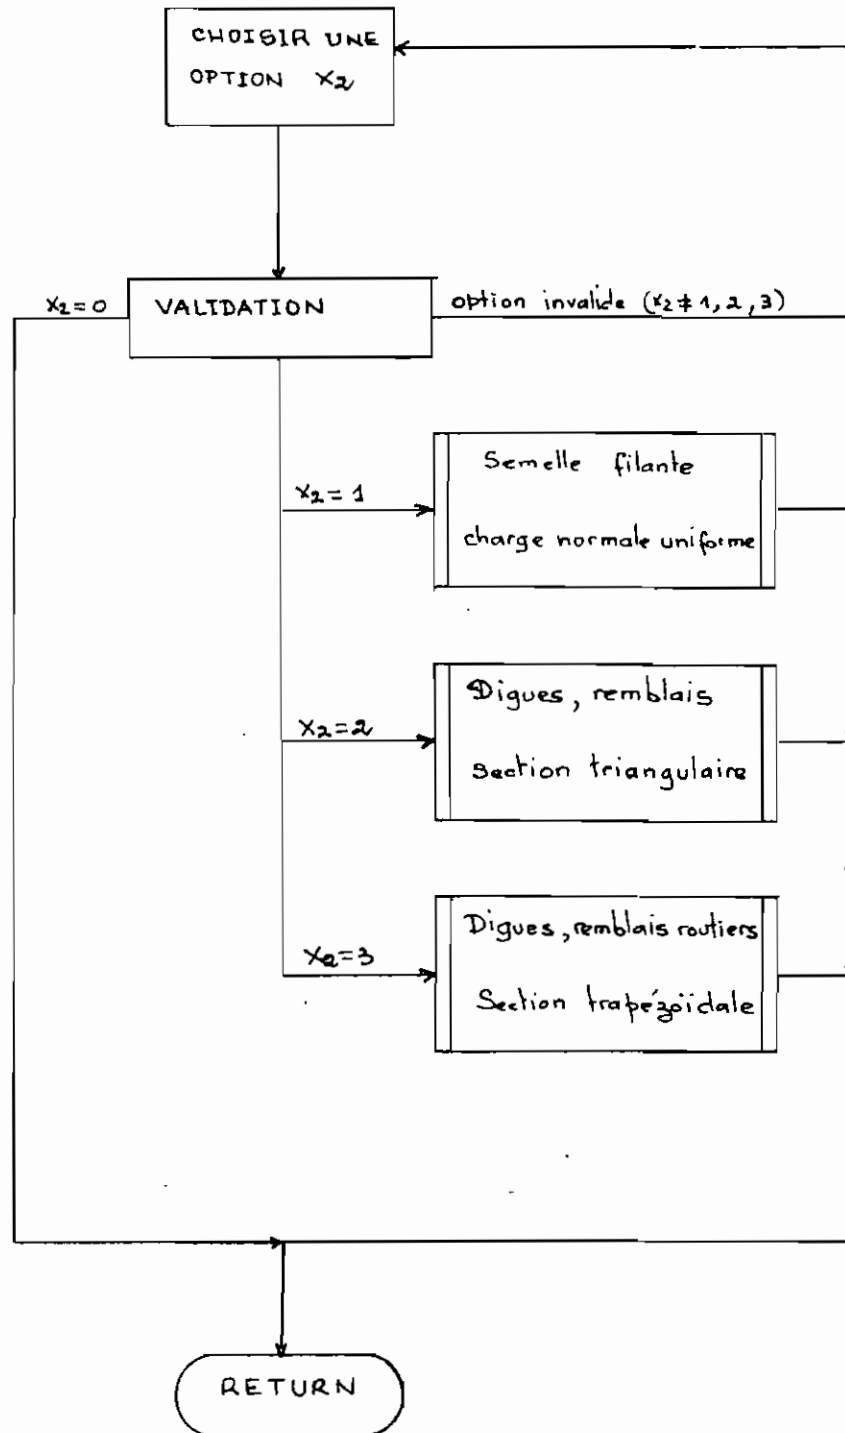 CHOISIR UNE
OPTION X2
X2=0
VALIDATION
option invalide (X2≠1, 2, 3)
X2=1
Semelle filante
charge normale uniforme
X2=2
Digues, remblais
Section triangulaire
X2=3
Digues, remblais routiers
Section trapézoïdale
RETURN